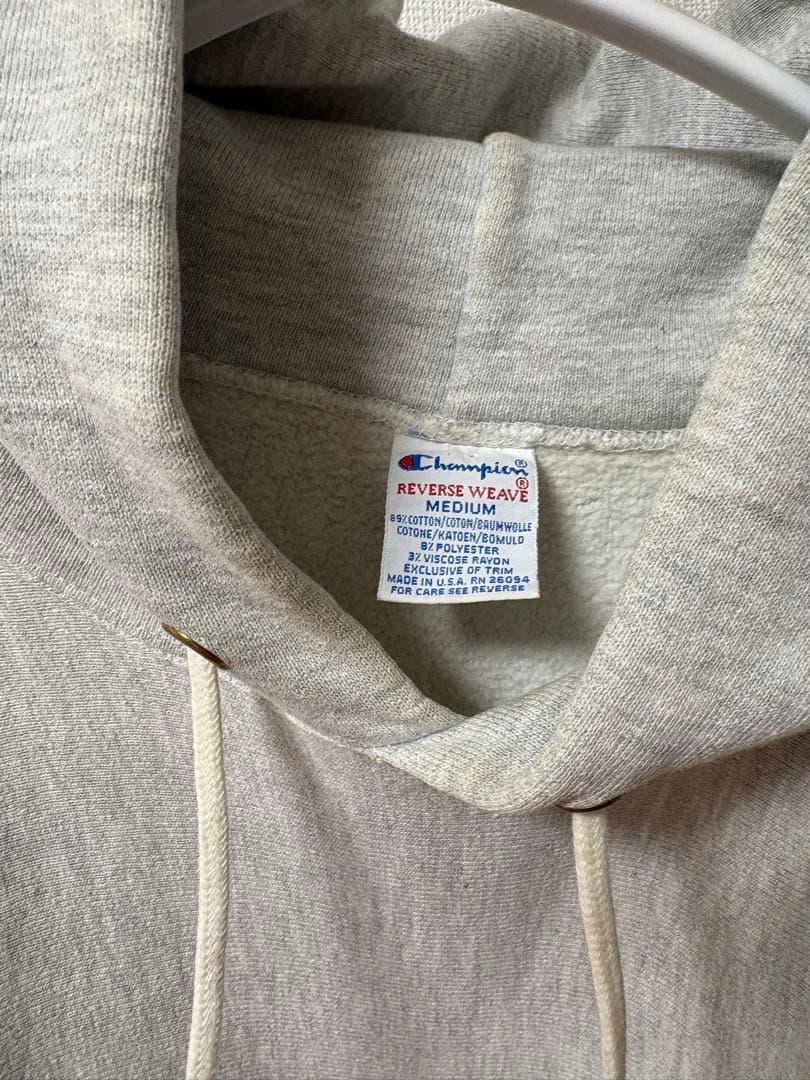 Champion®
®
REVERSE WEAVE
MEDIUM
89% COTTON/COTON/BAUMWOLLE
COTONE/KATOEN/BOMULD
8% POLYESTER
3% VISCOSE RAYON
EXCLUSIVE OF TRIM
MADE IN U.S.A. RN 26094
FOR CARE SEE REVERSE